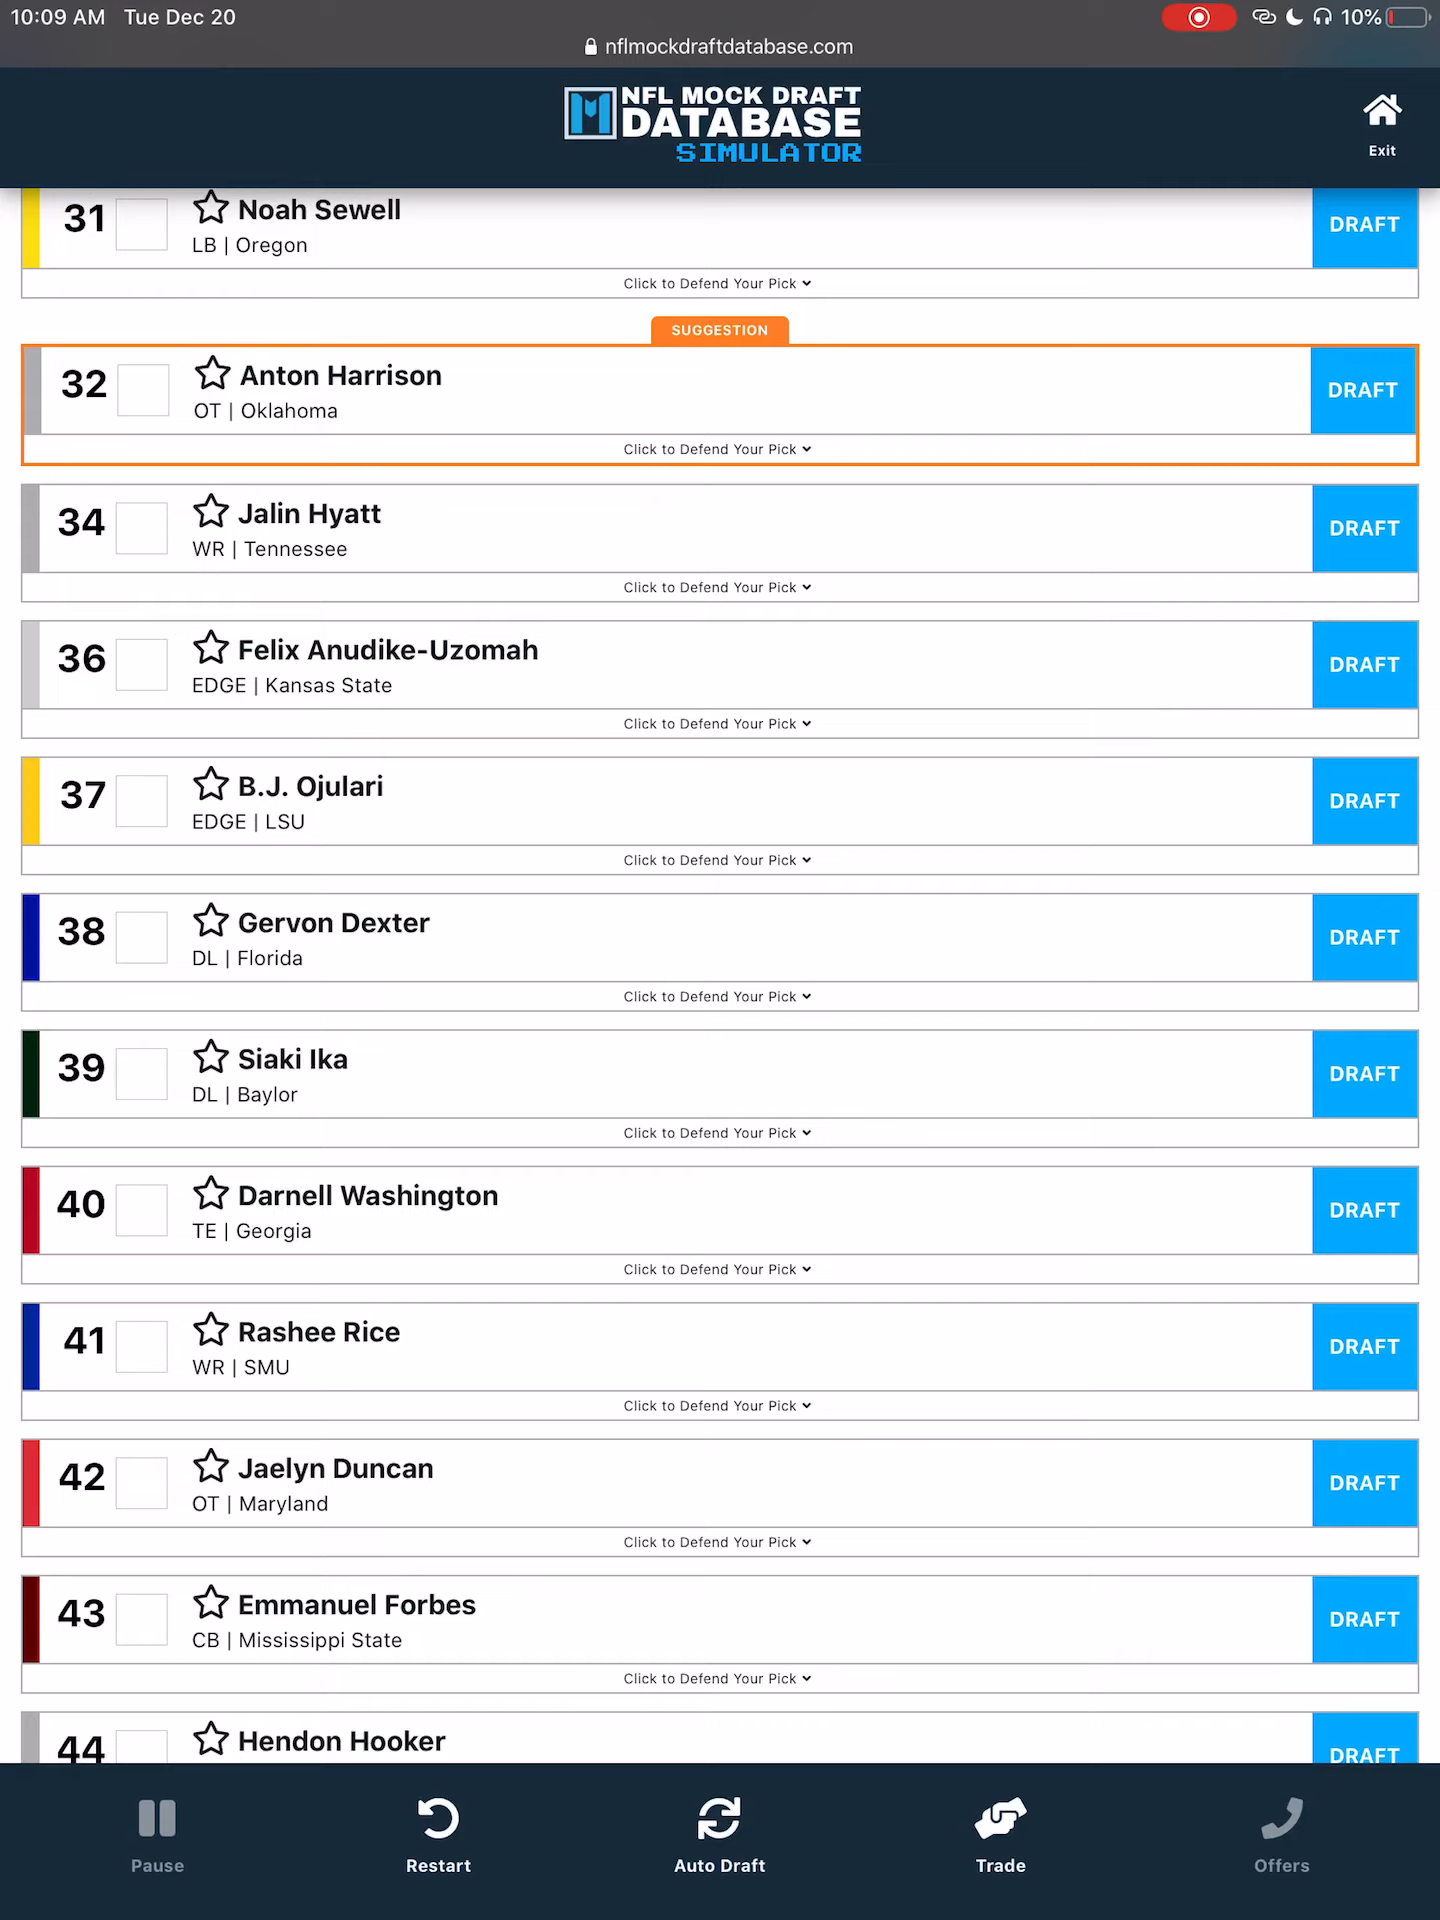 10:09 AM Tue Dec 20
10%
nflmockdraftdatabase.com
NFL MOCK DRAFT
DATABASE
SIMULATOR
Exit
31 Noah Sewell
LB | Oregon
DRAFT
Click to Defend Your Pick
SUGGESTION
32 Anton Harrison
OT | Oklahoma
DRAFT
Click to Defend Your Pick
34 Jalin Hyatt
WR | Tennessee
DRAFT
Click to Defend Your Pick
36 Felix Anudike-Uzomah
EDGE | Kansas State
DRAFT
Click to Defend Your Pick
37 B.J. Ojulari
EDGE | LSU
DRAFT
Click to Defend Your Pick
38 Gervon Dexter
DL | Florida
DRAFT
Click to Defend Your Pick
39 Siaki Ika
DL | Baylor
DRAFT
Click to Defend Your Pick
40 Darnell Washington
TE | Georgia
DRAFT
Click to Defend Your Pick
41 Rashee Rice
WR | SMU
DRAFT
Click to Defend Your Pick
42 Jaelyn Duncan
OT | Maryland
DRAFT
Click to Defend Your Pick
43 Emmanuel Forbes
CB | Mississippi State
DRAFT
Click to Defend Your Pick
44 Hendon Hooker
DRAFT
Pause
Restart
Auto Draft
Trade
Offers